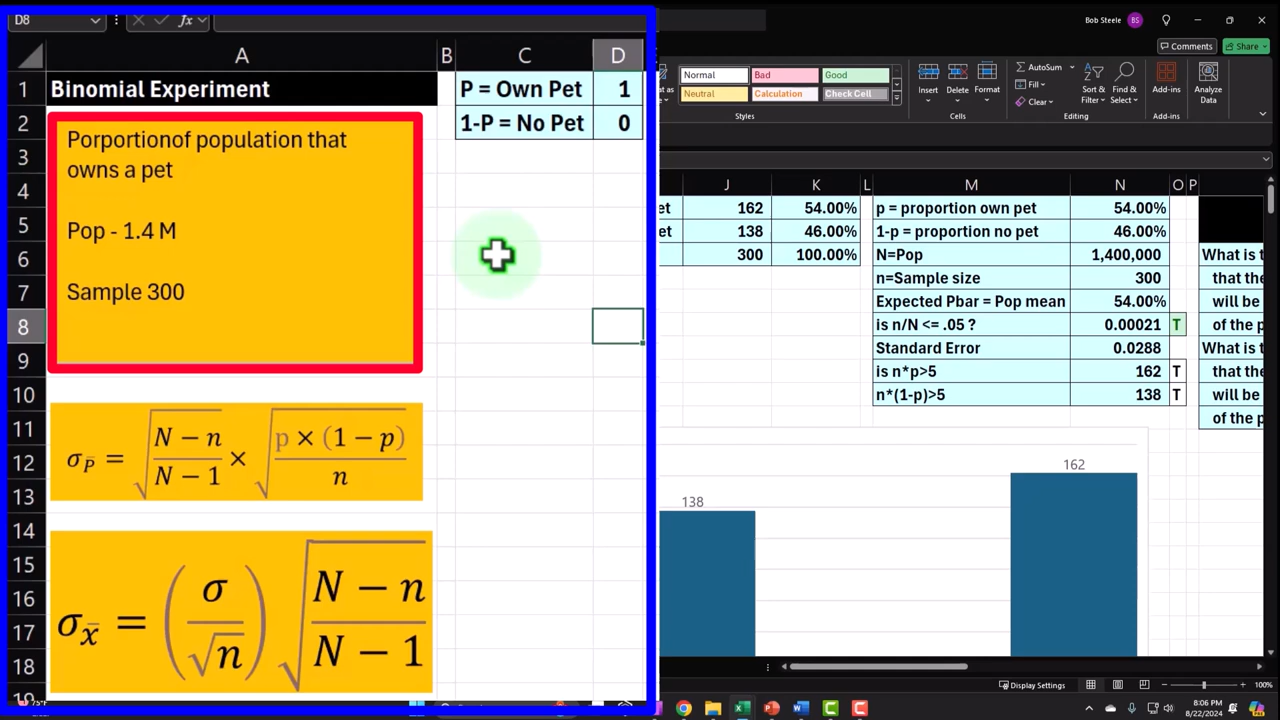 D8
fx
Bob Steele
BS
Comments
Share
A
B
C
D
1
Binomial Experiment
P = Own Pet
1
2
1-P = No Pet
0
3
4
5
6
7
8
9
10
11
12
13
14
15
16
17
18
Porportionof population that
owns a pet
Pop - 1.4 M
Sample 300
σP̄ = √((N − n)/(N − 1)) × √((p × (1 − p))/n)
σx̄ = (σ/√n) √((N − n)/(N − 1))
Normal
Bad
Good
Neutral
Calculation
Check Cell
Styles
Insert
Delete
Format
Cells
AutoSum
Fill
Clear
Sort &
Filter
Find &
Select
Editing
Add-ins
Add-ins
Analyze
Data
J
K
L
M
N
O
P
et
162
54.00%
p = proportion own pet
54.00%
et
138
46.00%
1-p = proportion no pet
46.00%
300
100.00%
N=Pop
1,400,000
What is t
n=Sample size
300
that the
Expected Pbar = Pop mean
54.00%
will be
is n/N <= .05 ?
0.00021
T
of the p
Standard Error
0.0288
What is t
is n*p>5
162
T
that the
n*(1-p)>5
138
T
will be
of the p
138
162
Display Settings
100%
8:06 PM
8/22/2024